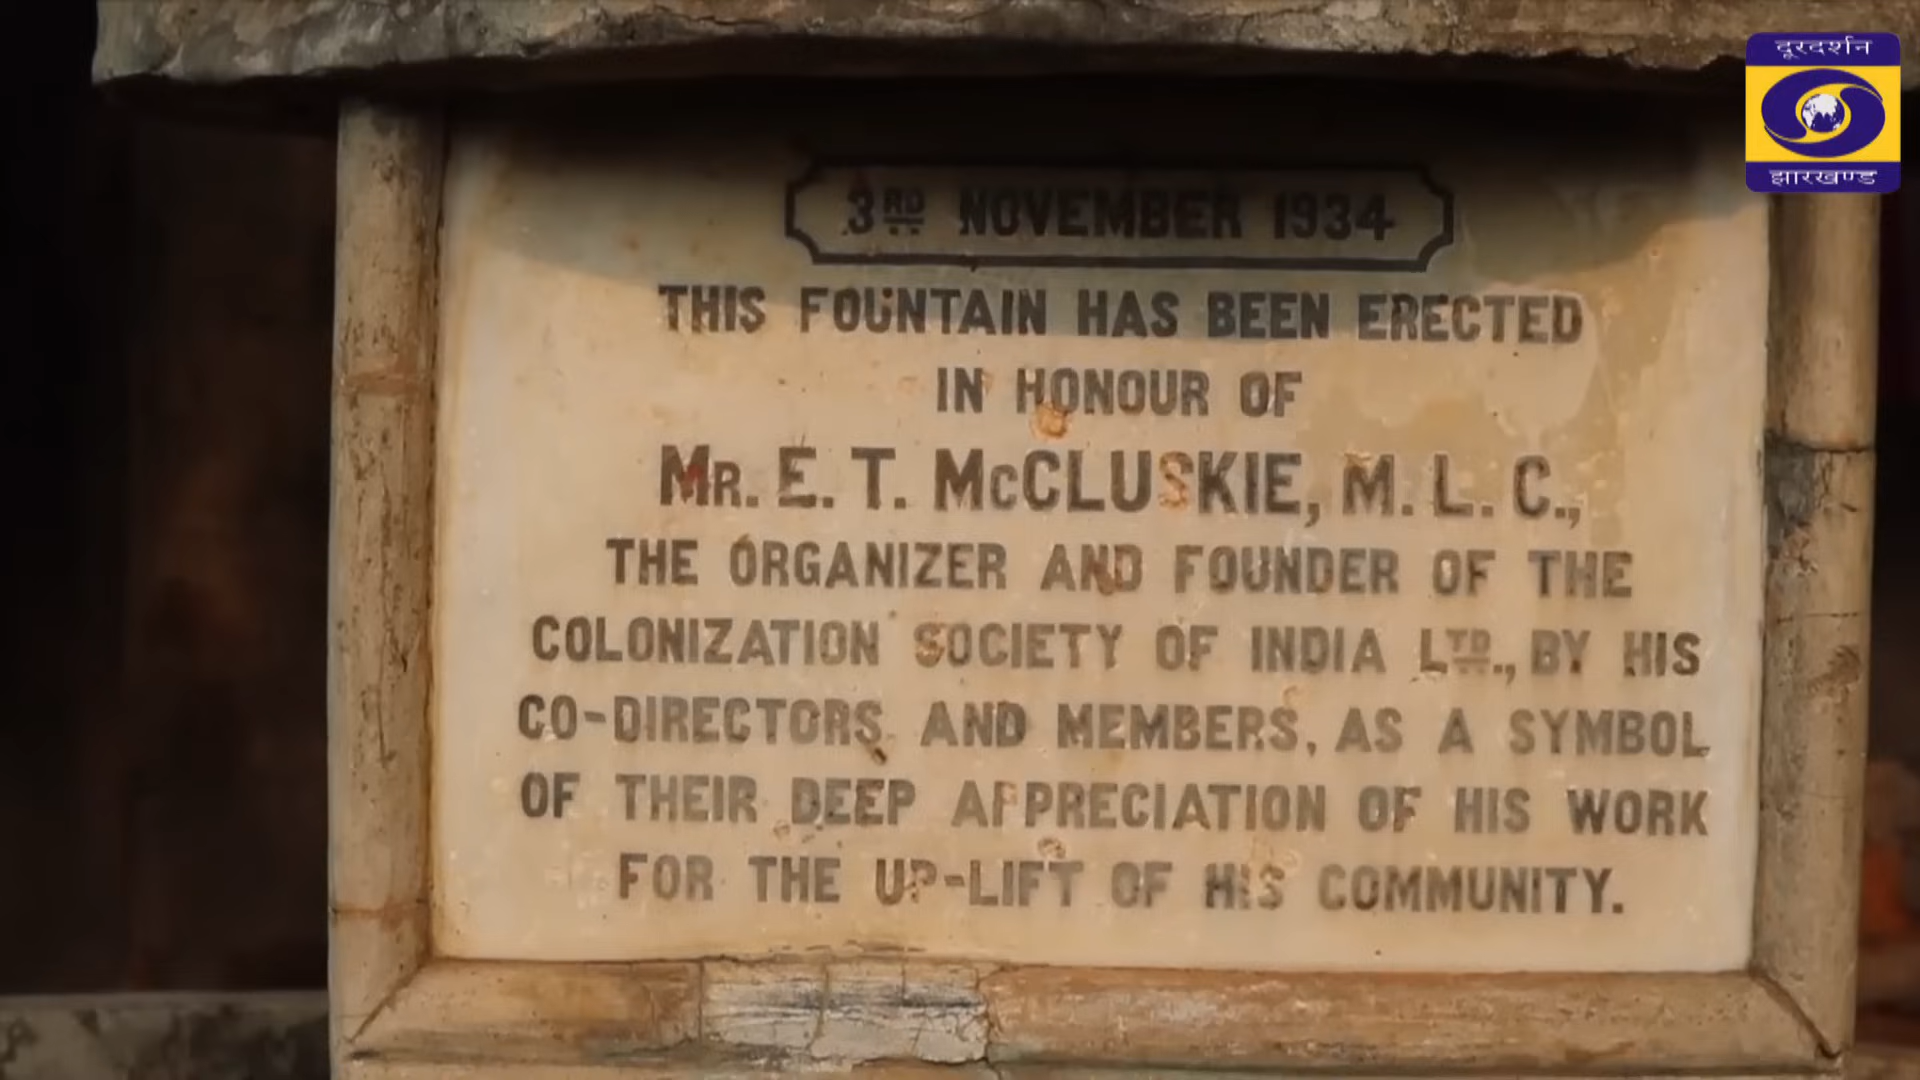 दूरदर्शन
झारखण्ड
3RD NOVEMBER 1934
THIS FOUNTAIN HAS BEEN ERECTED
IN HONOUR OF
MR. E. T. MCCLUSKIE, M. L. C.,
THE ORGANIZER AND FOUNDER OF THE
COLONIZATION SOCIETY OF INDIA LTD., BY HIS
CO-DIRECTORS AND MEMBERS, AS A SYMBOL
OF THEIR DEEP APPRECIATION OF HIS WORK
FOR THE UP-LIFT OF HIS COMMUNITY.